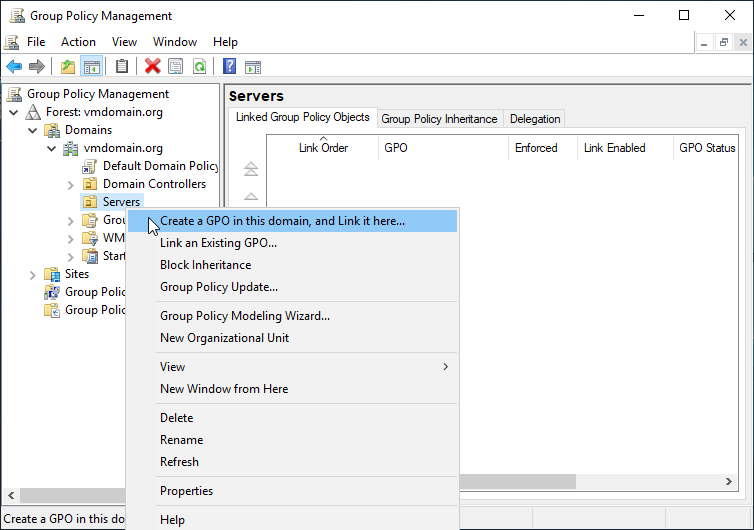 Group Policy Management
File Action View Window Help
Group Policy Management
Forest: vmdomain.org
Domains
vmdomain.org
Default Domain Policy
Domain Controllers
Servers
Grou
WM
Start
Sites
Group Polic
Group Polic
Servers
Linked Group Policy Objects Group Policy Inheritance Delegation
Link Order GPO Enforced Link Enabled GPO Status
Create a GPO in this domain, and Link it here...
Link an Existing GPO...
Block Inheritance
Group Policy Update...
Group Policy Modeling Wizard...
New Organizational Unit
View
New Window from Here
Delete
Rename
Refresh
Properties
Help
Create a GPO in this do